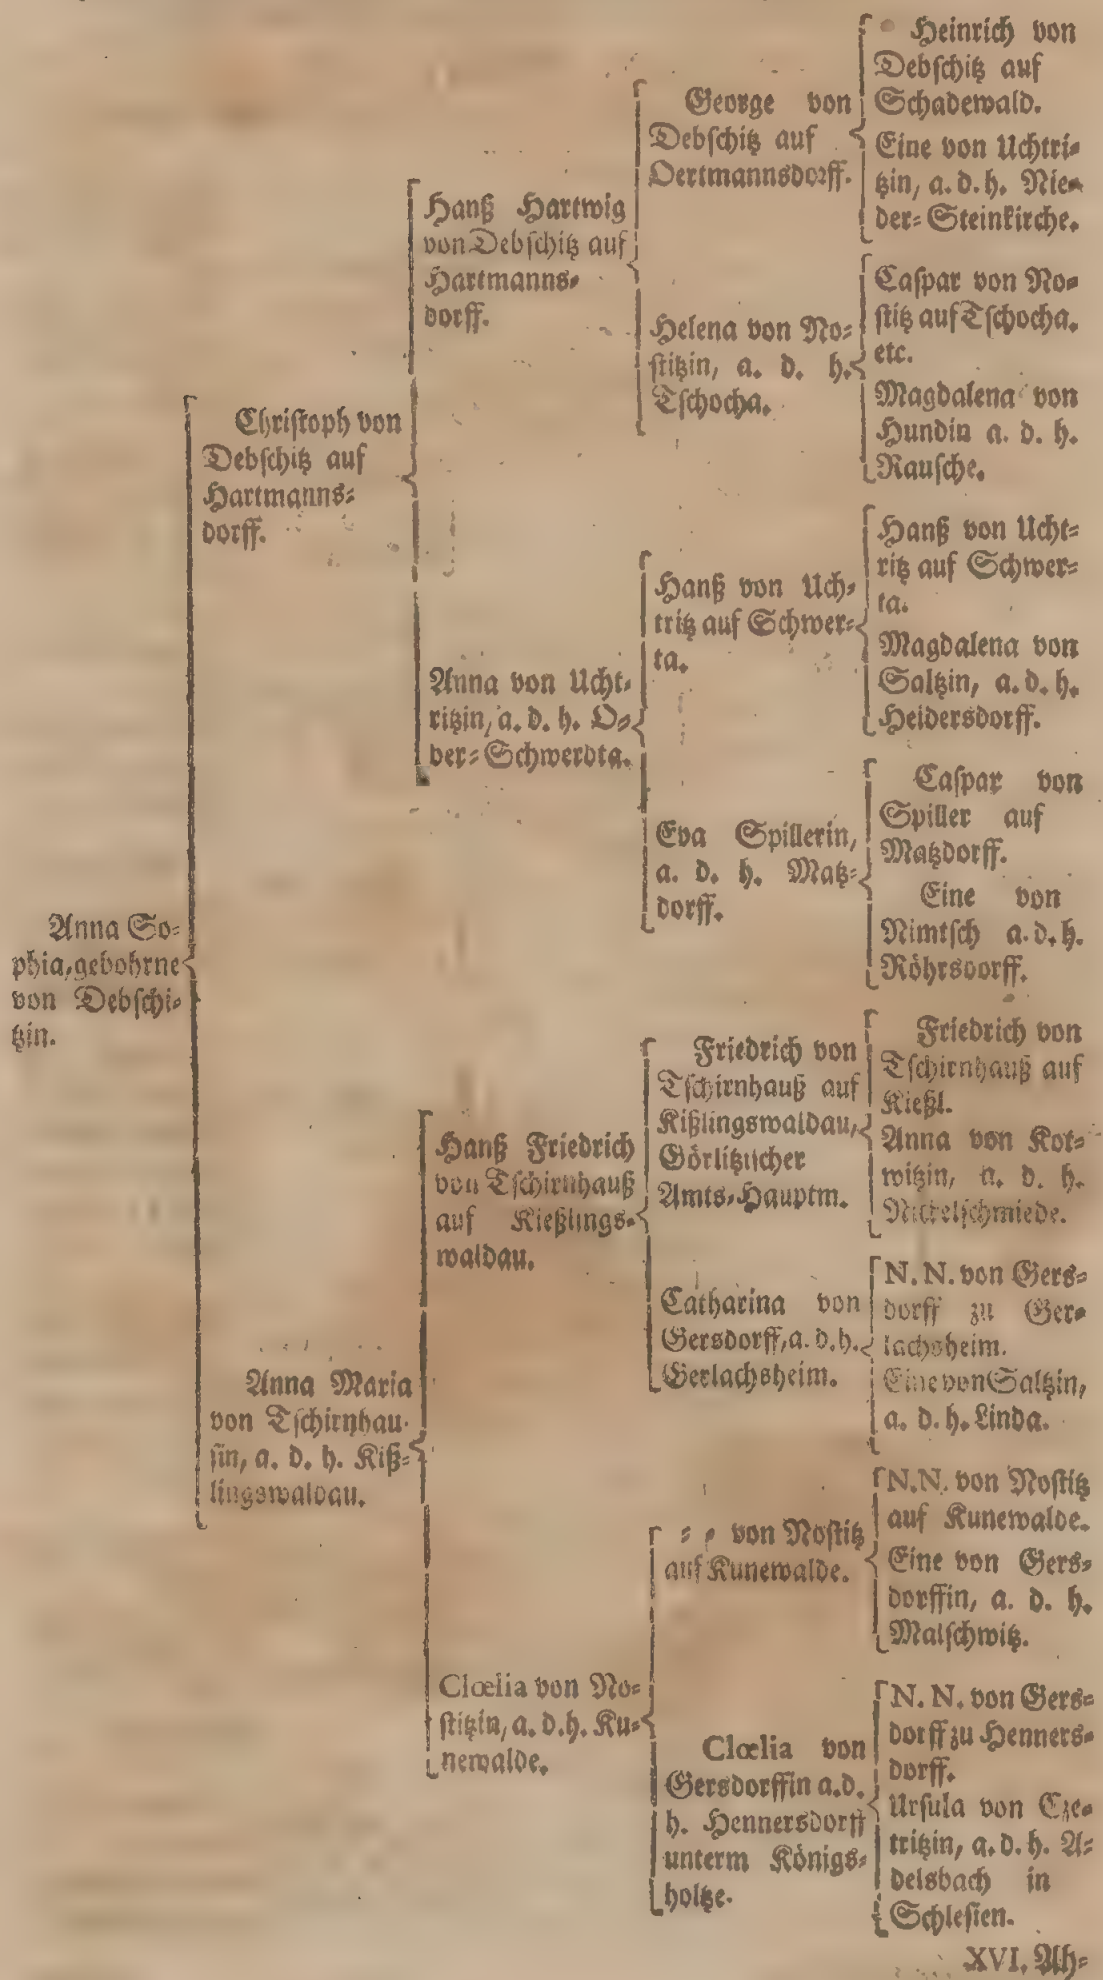 Anna So⸗
phia, gebohrne
von Debſchi⸗
tzin.
Chriſtoph von
Debſchitz auf
Hartmanns⸗
dorff.
Anna Maria
von Tſchirnhau⸗
ſin, a. d. h. Kiß⸗
lingswaldau.
Hanß Hartwig
von Debſchitz auf
Hartmanns⸗
dorff.
Anna von Ucht⸗
ritzin, a. d. h. O⸗
ber⸗Schwerdta.
Hanß Friedrich
von Tſchirnhauß
auf Kießlings⸗
waldau.
Clœlia von No⸗
ſtitzin, a. d. h. Ku⸗
newalde.
George von
Debſchitz auf
Oertmannsdorff.
Helena von No⸗
ſtitzin, a. d. h.
Tſchocha.
Hanß von Uch⸗
tritz auf Schwer⸗
ta.
Eva Spillerin,
a. d. h. Matz⸗
dorff.
Friedrich von
Tſchirnhauß auf
Kißlingswaldau,
Görlitziſcher
Amts⸗Hauptm.
Catharina von
Gersdorff, a. d. h.
Gerlachsheim.
⸗ ⸗ von Noſtitz
auf Kunewalde.
Clœlia von
Gersdorffin a. d.
h. Hennersdorff
unterm Königs⸗
holtze.
Heinrich von
Debſchitz auf
Schadewald.
Eine von Uchtri⸗
tzin, a. d. h. Nie⸗
der⸗Steinkirche.
Caſpar von No⸗
ſtitz auf Tſchocha.
etc.
Magdalena von
Hundin a. d. h.
Rauſche.
Hanß von Ucht⸗
ritz auf Schwer⸗
ta.
Magdalena von
Saltzin, a. d. h.
Heidersdorff.
Caſpar von
Spiller auf
Matzdorff.
Eine von
Nimtſch a. d. h.
Röhrsdorff.
Friedrich von
Tſchirnhauß auf
Kießl.
Anna von Kot⸗
witzin, a. d. h.
Nickelſchmiede.
N. N. von Gers⸗
dorff zu Ger⸗
lachsheim.
Eine von Saltzin,
a. d. h. Linda.
N. N. von Noſtitz
auf Kunewalde.
Eine von Gers⸗
dorffin, a. d. h.
Malſchwitz.
N. N. von Gers⸗
dorff zu Henners⸗
dorff.
Urſula von Cze⸗
tritzin, a. d. h. A⸗
delsbach in
Schleſien.
XVI. Ah⸗